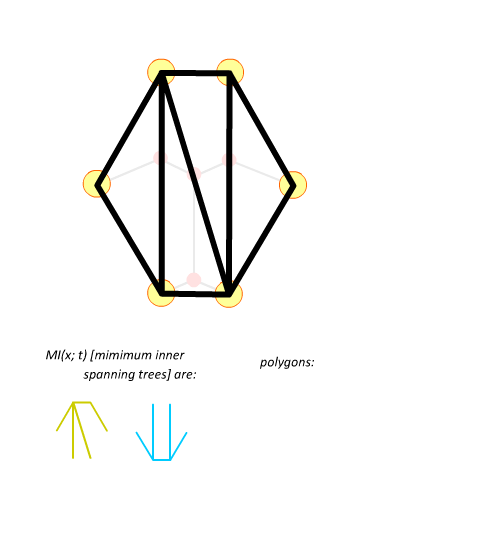 MI(x; t) [mimimum inner
spanning trees] are:
polygons: